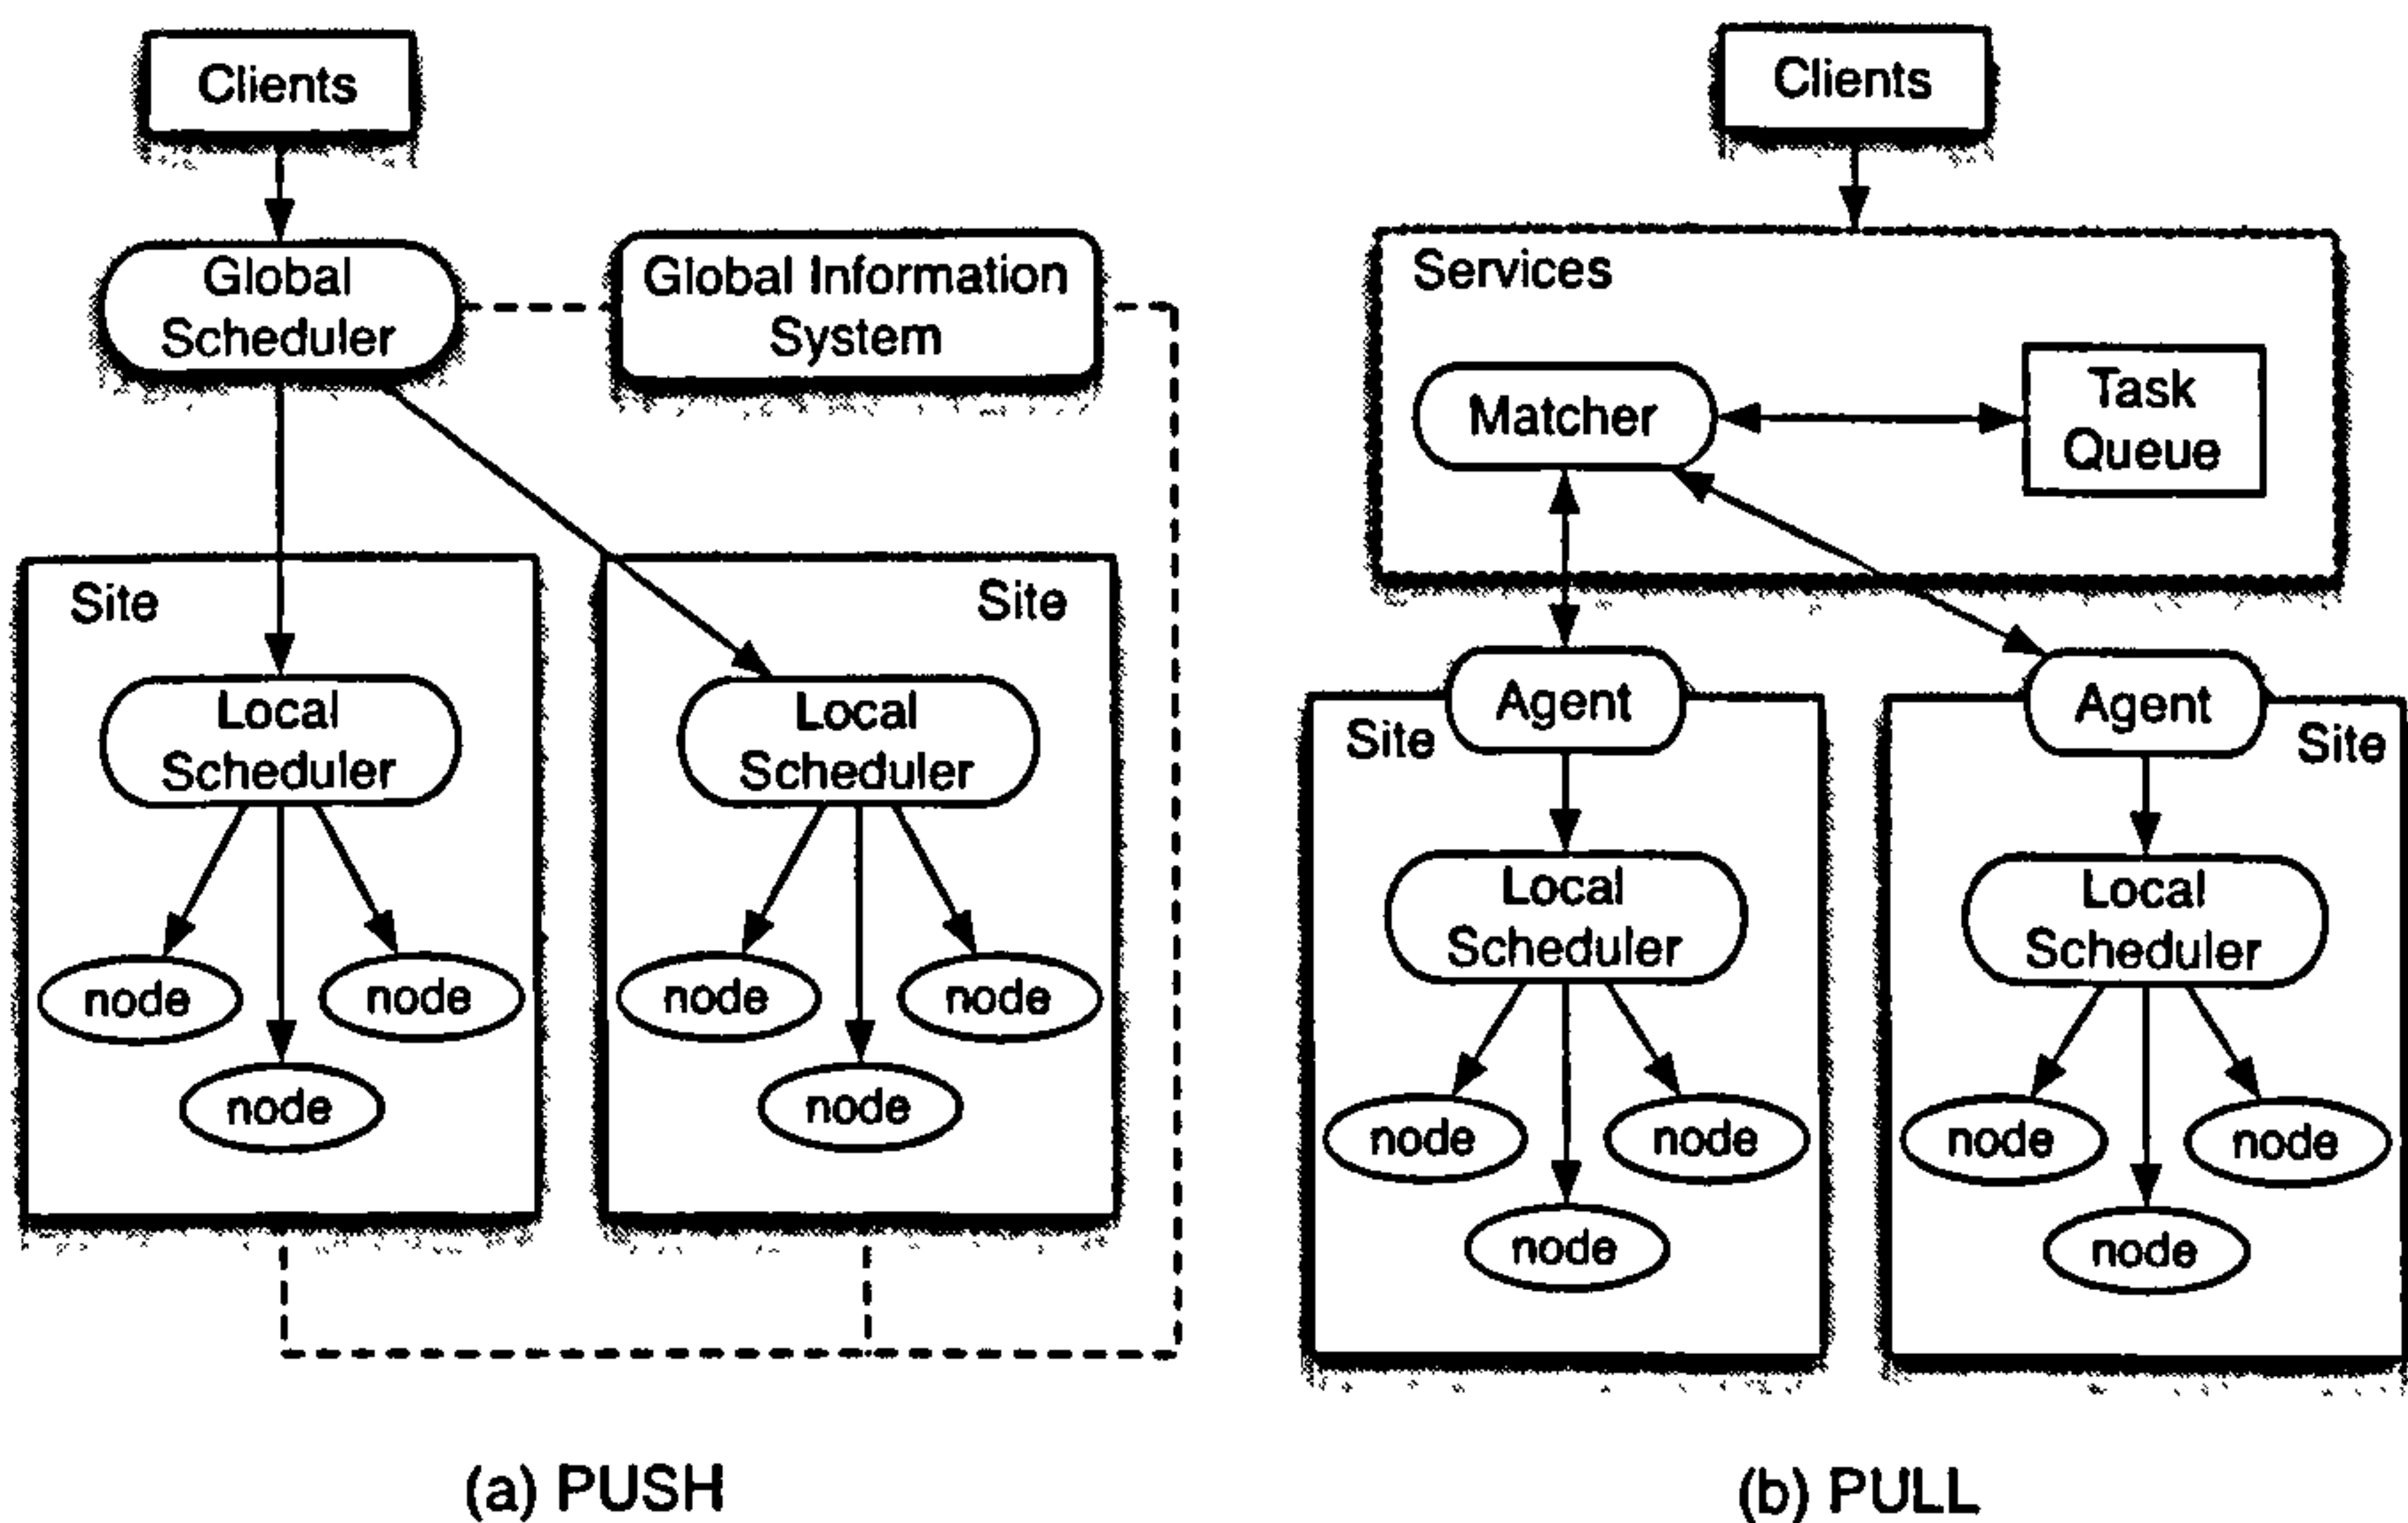 Clients
Global
Scheduler
Global Information
System
Site
Site
Local
Scheduler
Local
Scheduler
node
node
node
node
node
node
(a) PUSH
Clients
Services
Matcher
Task
Queue
Agent
Agent
Site
Site
Local
Scheduler
Local
Scheduler
node
node
node
node
node
node
(b) PULL